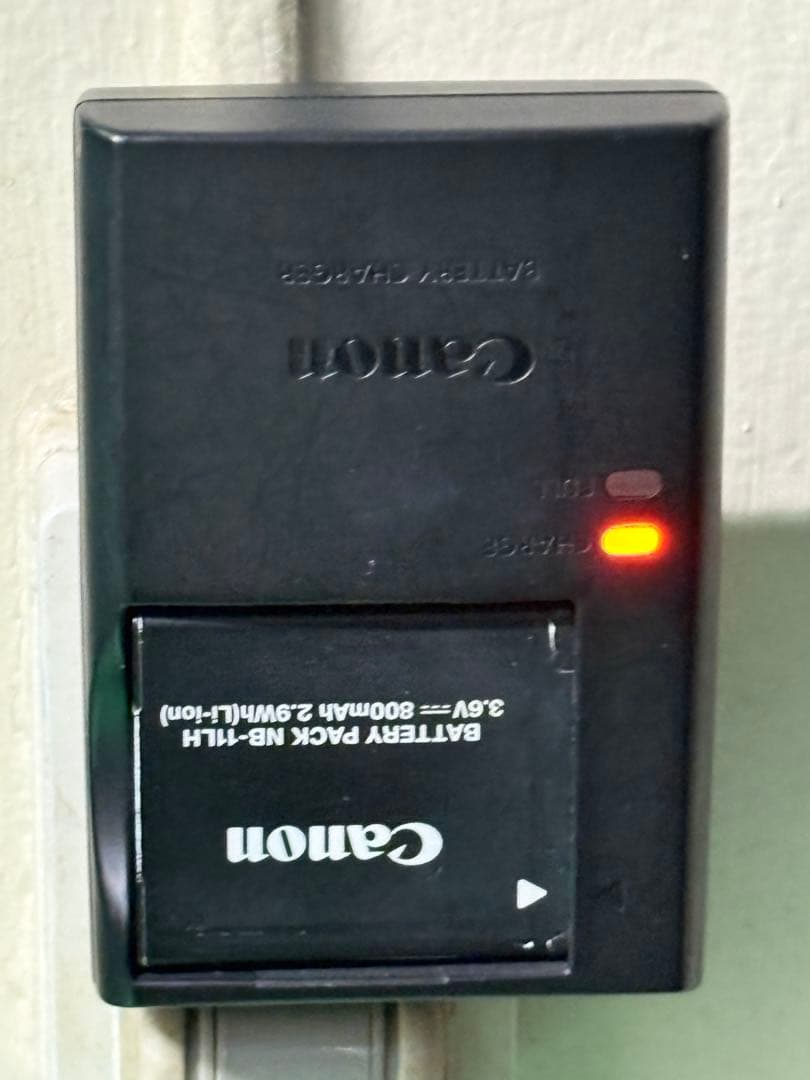 Canon
BATTERY PACK NB-11LH
3.6V⎓800mAh 2.9Wh(Li-ion)
CHARGE
FULL
Canon
BATTERY CHARGER